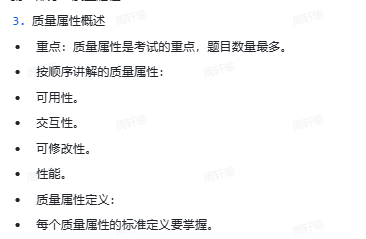 3. 质量属性概述
• 重点：质量属性是考试的重点，题目数量最多。
• 按顺序讲解的质量属性：
• 可用性。
• 交互性。
• 可修改性。
• 性能。
• 质量属性定义：
• 每个质量属性的标准定义要掌握。